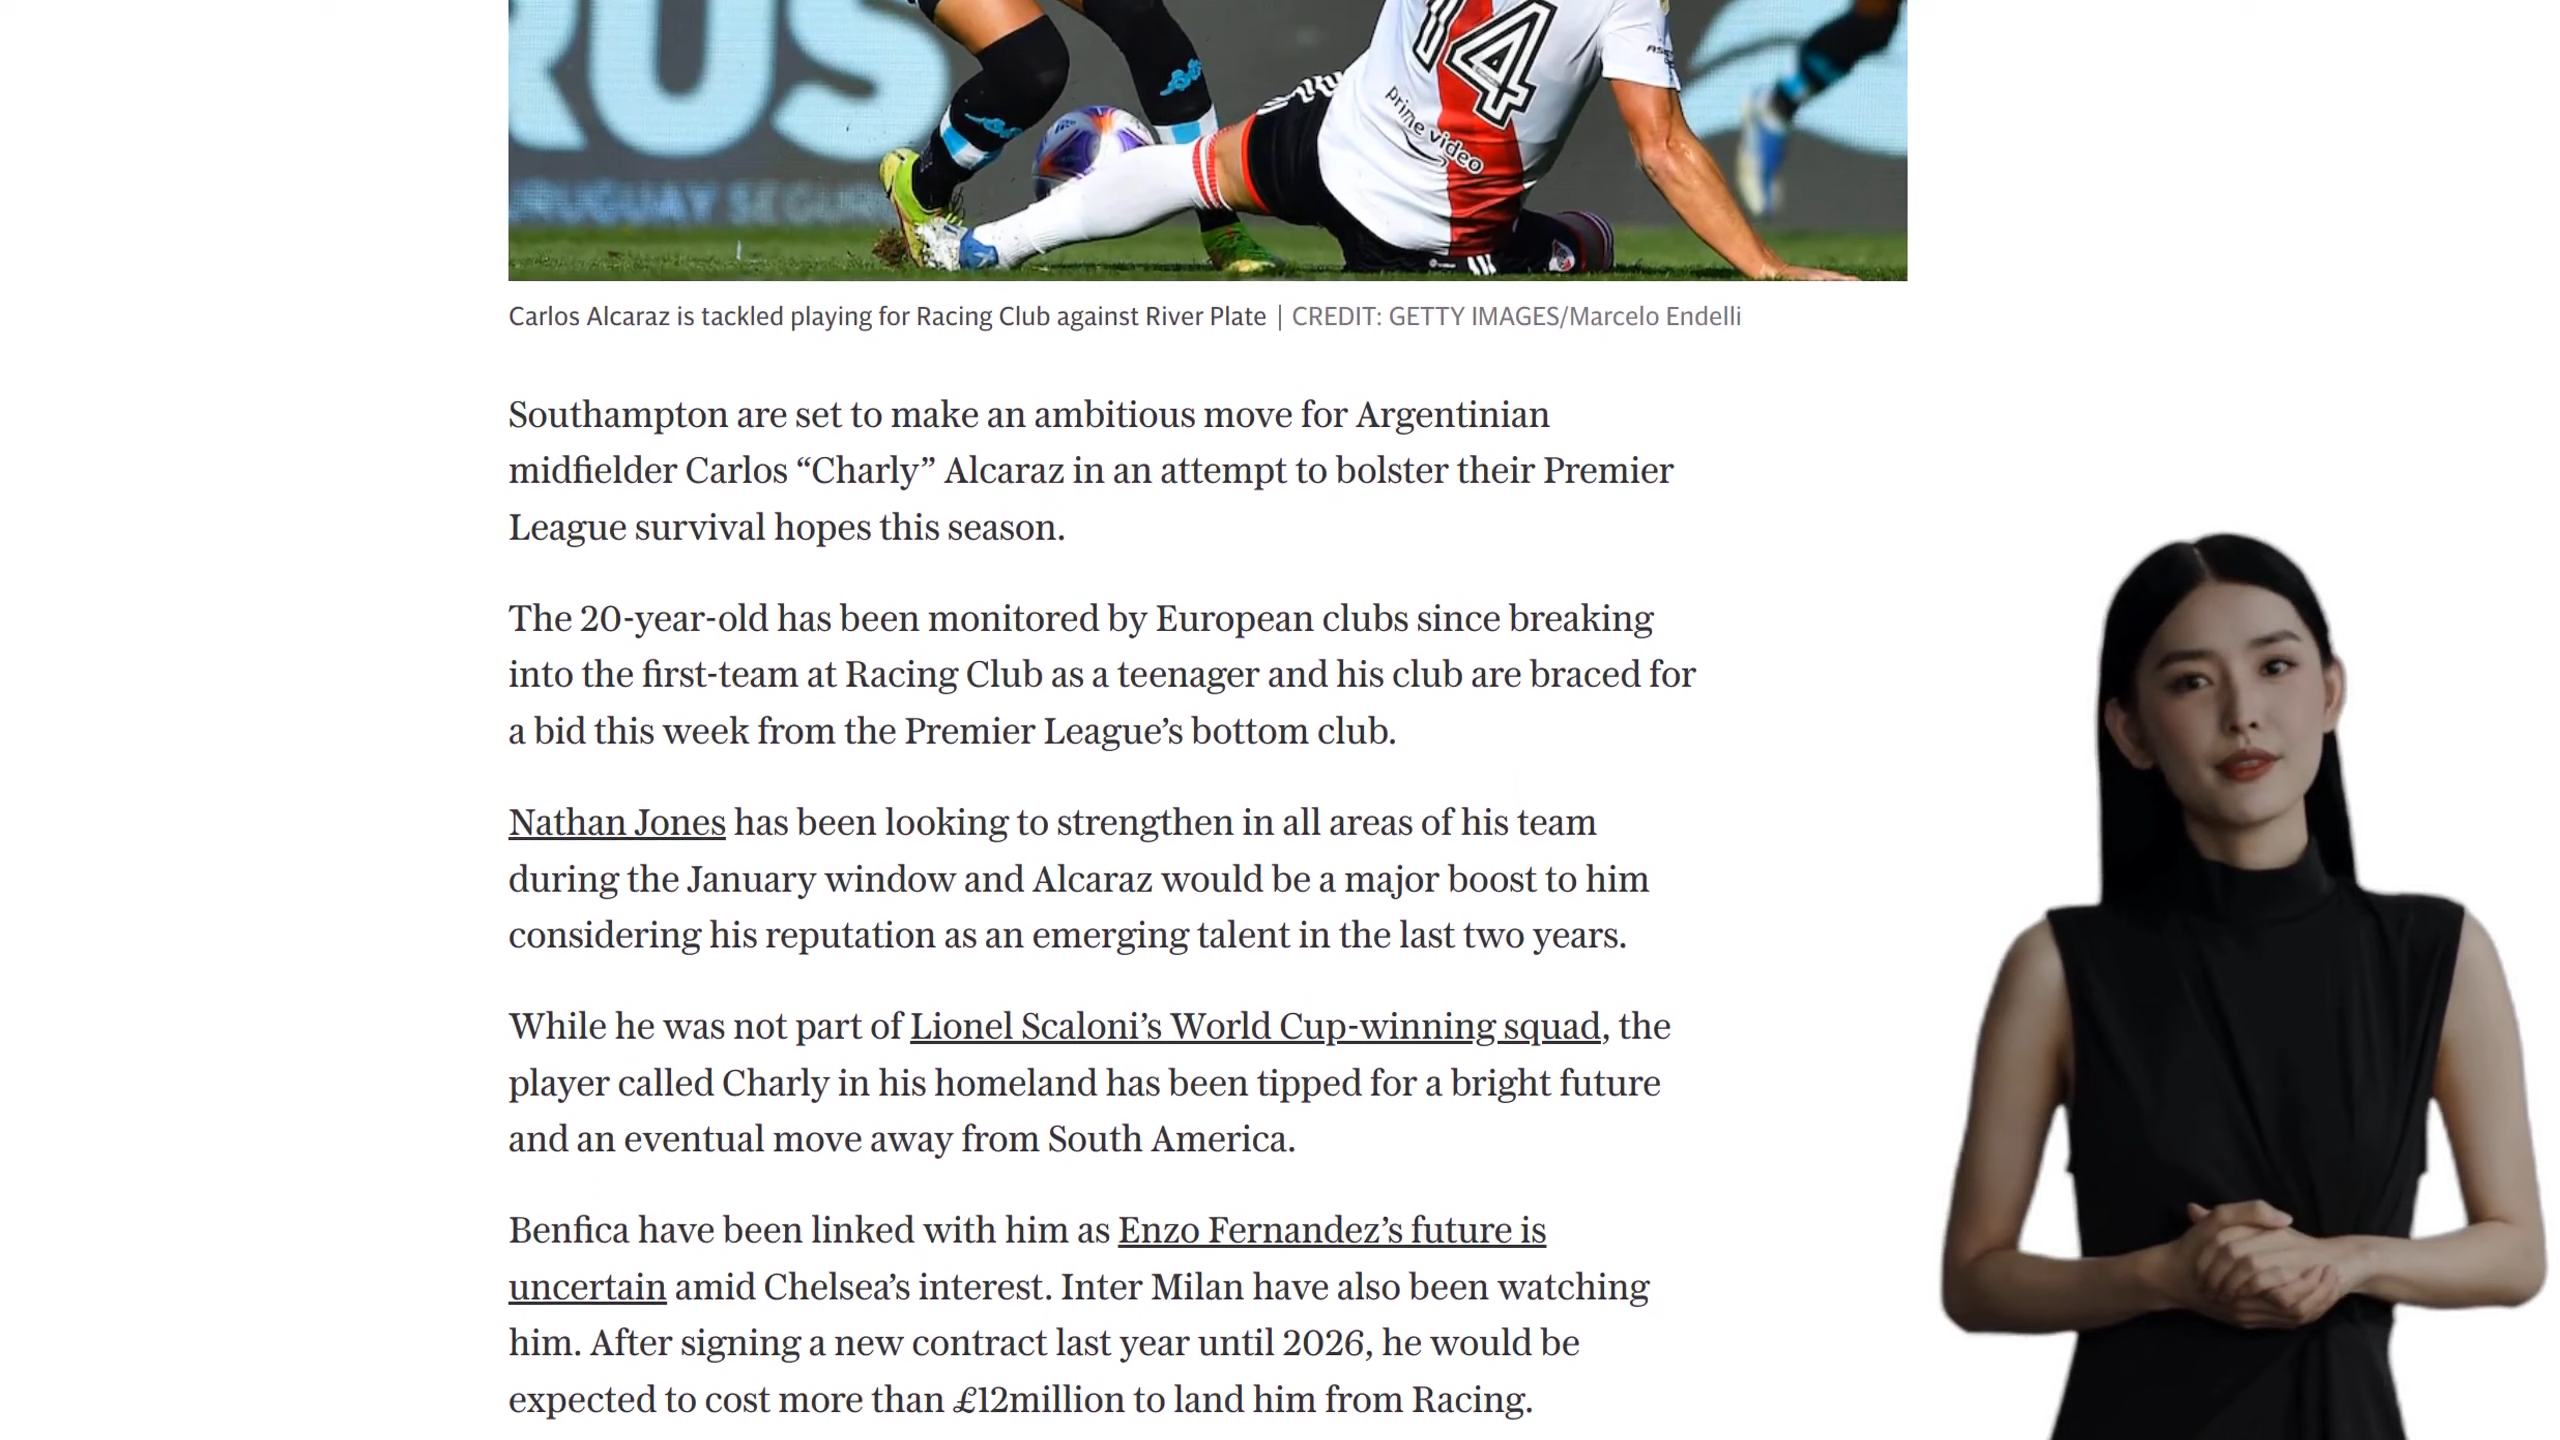 RUS
14
prime video
URUGUAY SEGUR
Carlos Alcaraz is tackled playing for Racing Club against River Plate | CREDIT: GETTY IMAGES/Marcelo Endelli
Southampton are set to make an ambitious move for Argentinian
midfielder Carlos “Charly” Alcaraz in an attempt to bolster their Premier
League survival hopes this season.
The 20-year-old has been monitored by European clubs since breaking
into the first-team at Racing Club as a teenager and his club are braced for
a bid this week from the Premier League’s bottom club.
Nathan Jones has been looking to strengthen in all areas of his team
during the January window and Alcaraz would be a major boost to him
considering his reputation as an emerging talent in the last two years.
While he was not part of Lionel Scaloni’s World Cup-winning squad, the
player called Charly in his homeland has been tipped for a bright future
and an eventual move away from South America.
Benfica have been linked with him as Enzo Fernandez’s future is
uncertain amid Chelsea’s interest. Inter Milan have also been watching
him. After signing a new contract last year until 2026, he would be
expected to cost more than £12million to land him from Racing.